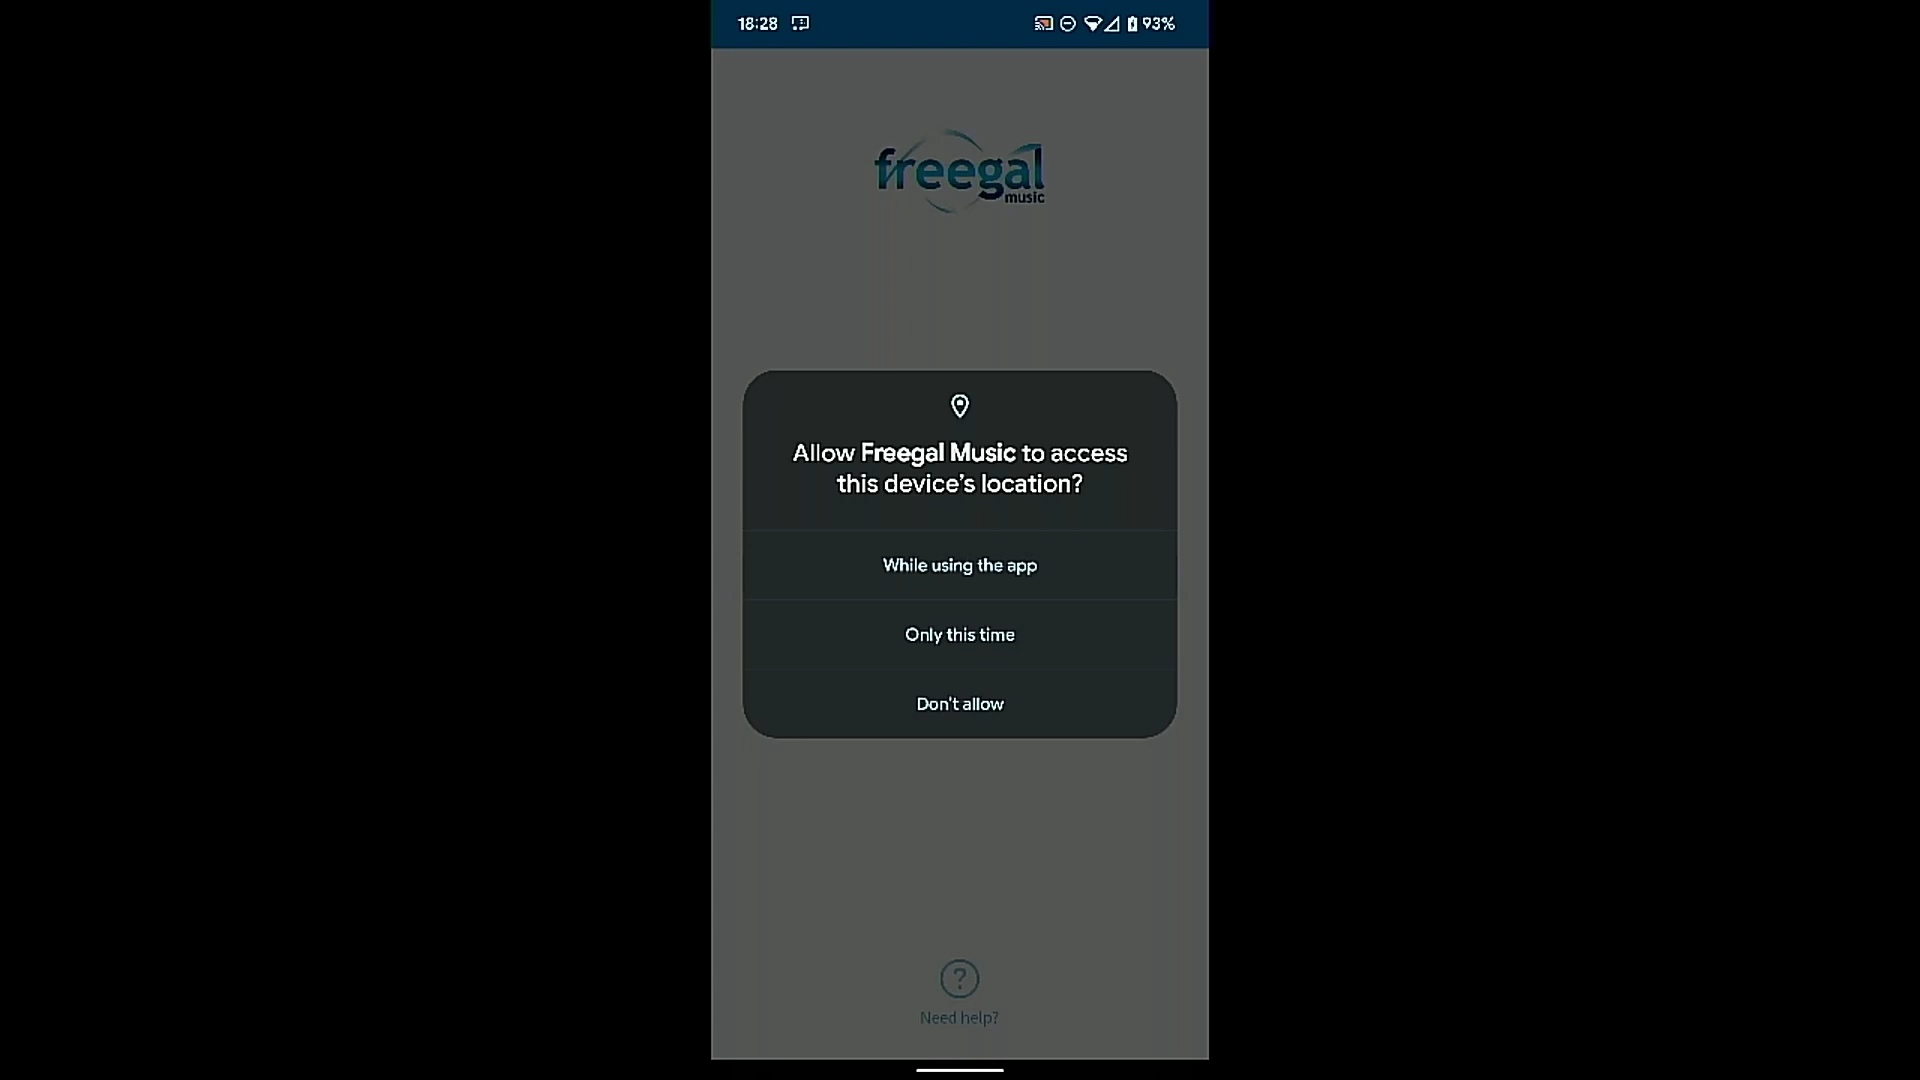 18:28
93%
freegal
music
Allow Freegal Music to access
this device’s location?
While using the app
Only this time
Don't allow
?
Need help?